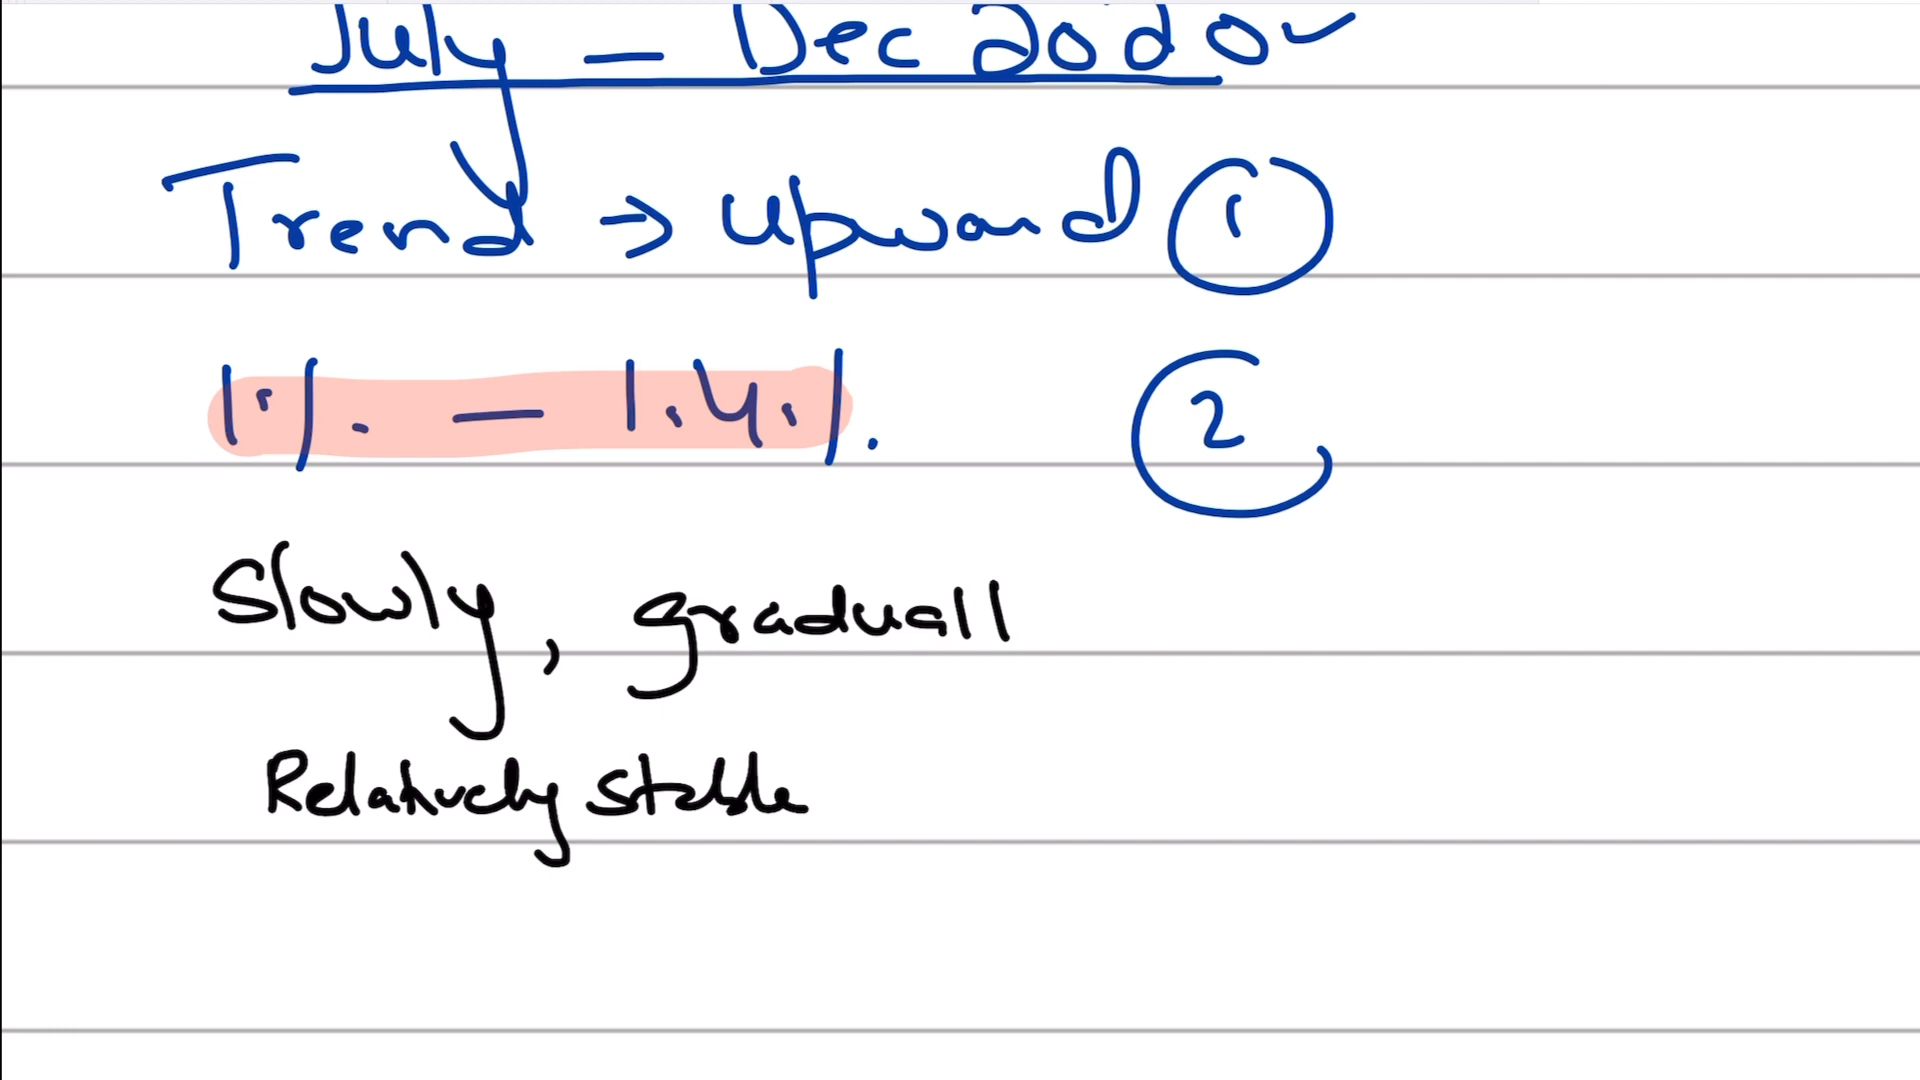 July - Dec 2020
Trend → upward 1
1% - 1.4% 2
Slowly, graduall
Relatively stable